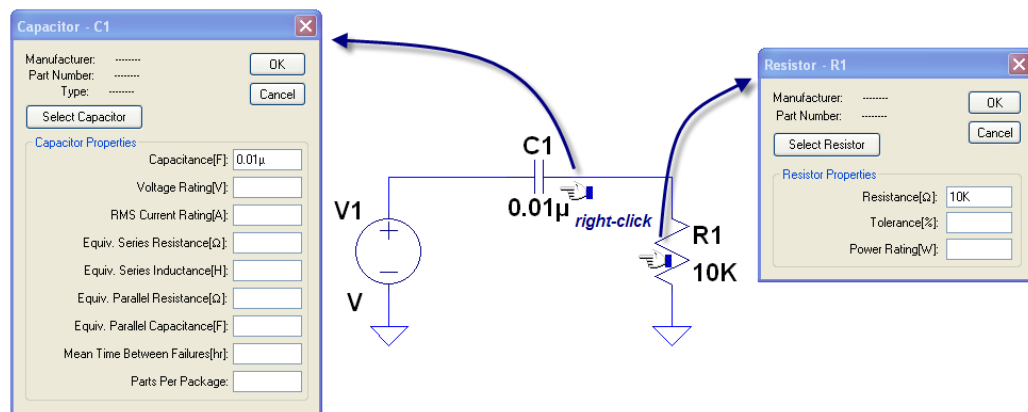 Capacitor - C1
Manufacturer: --------
Part Number: --------
Type: --------
OK
Cancel
Select Capacitor
Capacitor Properties
Capacitance[F]: 0.01µ
Voltage Rating[V]:
RMS Current Rating[A]:
Equiv. Series Resistance[Ω]:
Equiv. Series Inductance[H]:
Equiv. Parallel Resistance[Ω]:
Equiv. Parallel Capacitance[F]:
Mean Time Between Failures[hr]:
Parts Per Package:
C1
0.01µ
right-click
V1
V
R1
10K
Resistor - R1
Manufacturer: --------
Part Number: --------
OK
Cancel
Select Resistor
Resistor Properties
Resistance[Ω]: 10K
Tolerance[%]:
Power Rating[W]: